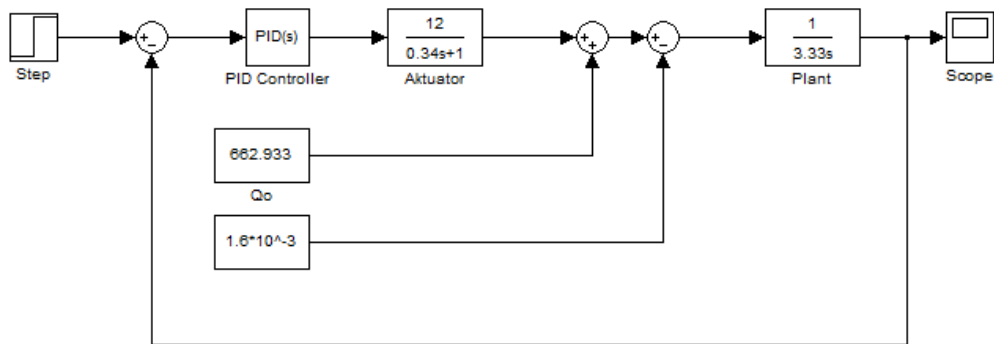 Step
PID(s)
PID Controller
12
0.34s+1
Aktuator
+
−
+
+
+
−
1
3.33s
Plant
Scope
662.933
Qo
1.6*10^-3